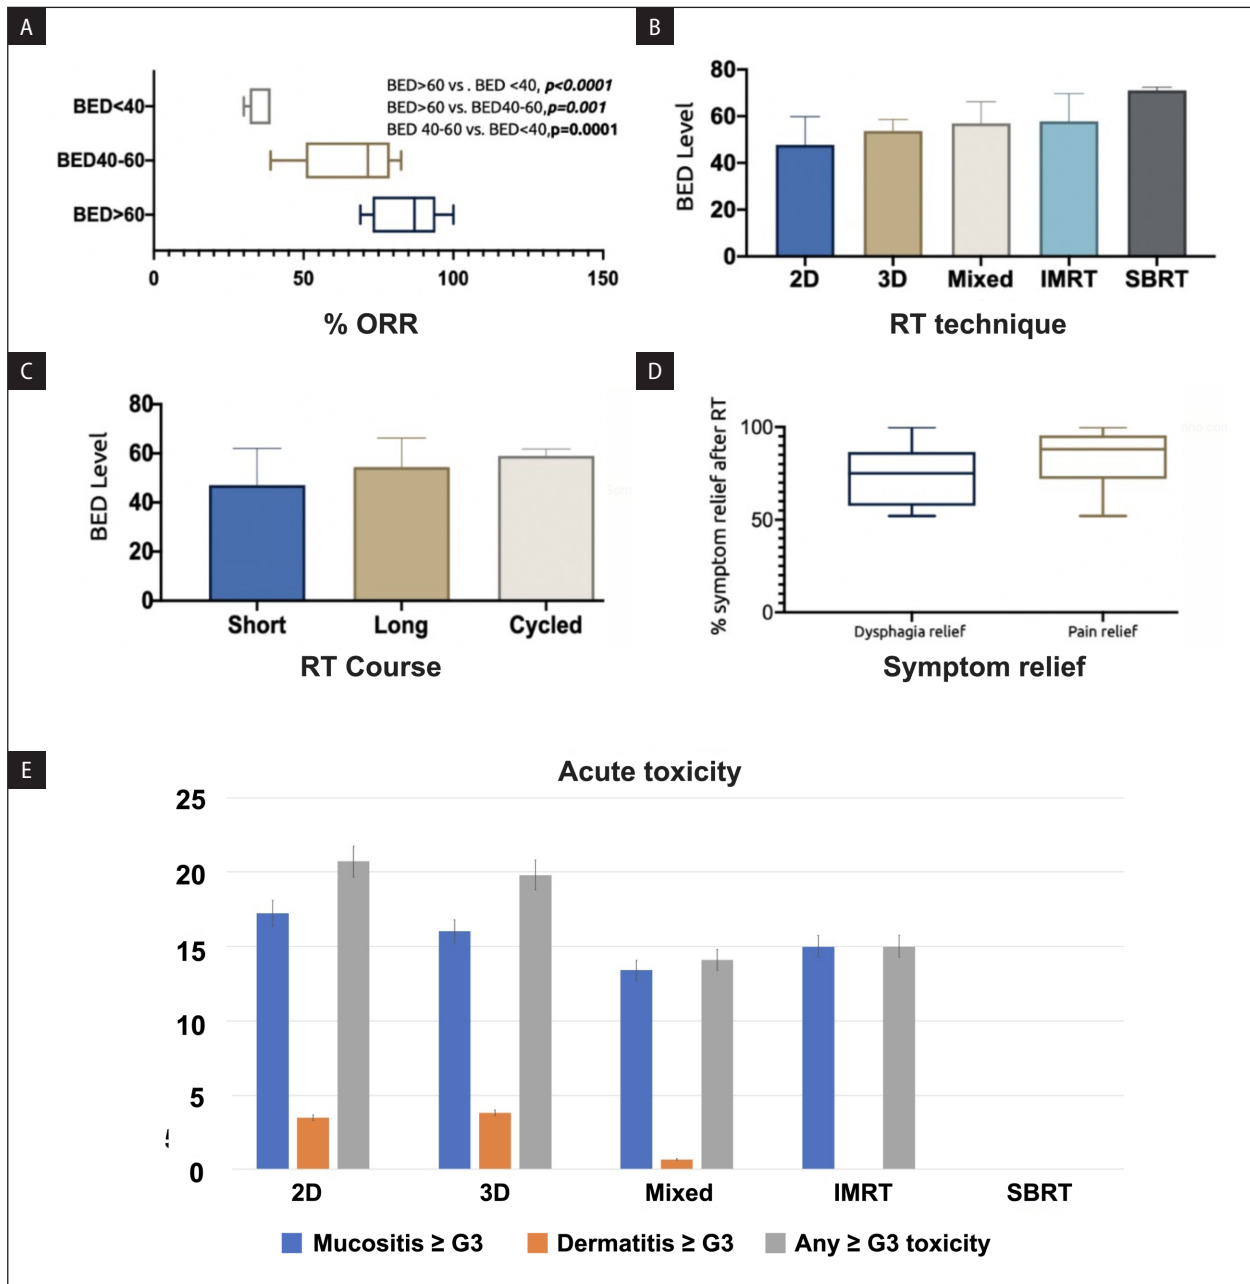 A
BED>60 vs . BED <40, p<0.0001
BED>60 vs. BED40-60,p=0.001
BED 40-60 vs. BED<40,p=0.0001
BED<40
BED40-60
BED>60
0 50 100 150
% ORR
B
BED Level
80
60
40
20
0
2D 3D Mixed IMRT SBRT
RT technique
C
BED Level
80
60
40
20
0
Short Long Cycled
RT Course
D
% symptom relief after RT
100
50
0
Dysphagia relief Pain relief
Symptom relief
E
Acute toxicity
25
20
15
10
5
0
2D 3D Mixed IMRT SBRT
Mucositis ≥ G3 Dermatitis ≥ G3 Any ≥ G3 toxicity